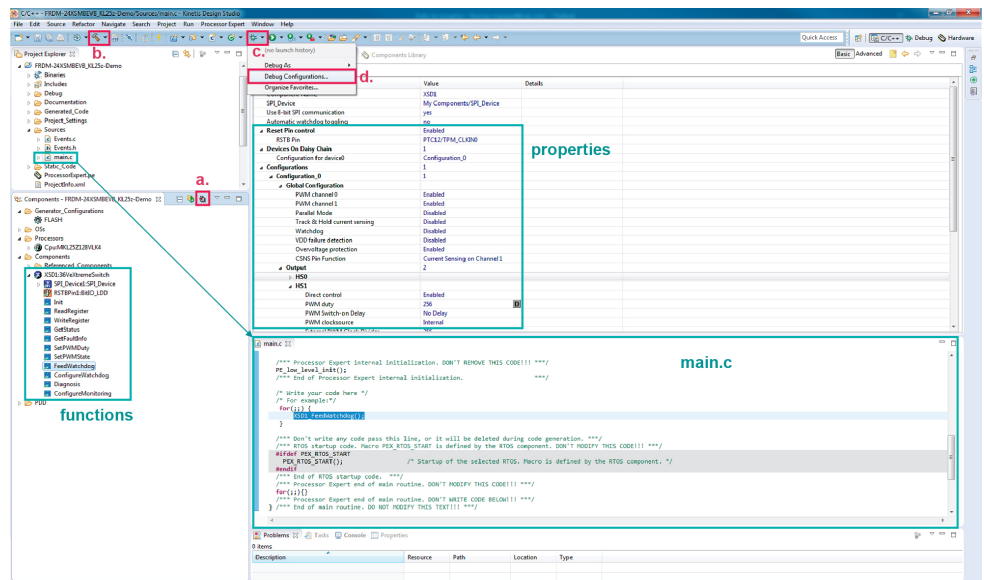 C/C++ - FRDM-24XSMBEVB_KL25z-Demo/Sources/main.c - Kinetis Design Studio
File Edit Source Refactor Navigate Search Project Run Processor Expert Window Help
Quick Access
C/C++
Debug
Hardware
b.
c.
d.
a.
(no launch history)
Debug As
Debug Configurations...
Organize Favorites...
Project Explorer
FRDM-24XSMBEVB_KL25z-Demo
Binaries
Includes
Debug
Documentation
Generated_Code
Project_Settings
Sources
Events.c
Events.h
main.c
Static_Code
ProcessorExpert.pe
ProjectInfo.xml
Components - FRDM-24XSMBEVB_KL25z-Demo
Generator_Configurations
FLASH
OSs
Processors
Cpu:MKL25Z128VLK4
Components
Referenced_Components
XSD1:36VeXtremeSwitch
SPI_Device1:SPI_Device
RSTBPin1:BitIO_LDD
Init
ReadRegister
WriteRegister
GetStatus
GetFaultInfo
SetPWMDuty
SetPWMState
FeedWatchdog
ConfigureWatchdog
Diagnosis
ConfigureMonitoring
PDD
functions
Components Library
Basic Advanced
Value Details
Component name XSD1
SPI_Device My Components/SPI_Device
Use 8-bit SPI communication yes
Automatic watchdog toggling no
Reset Pin control Enabled
RSTB Pin PTC12/TPM_CLKIN0
Devices On Daisy Chain 1
Configuration for device0 Configuration_0
Configurations 1
Configuration_0 1
Global Configuration
PWM channel 0 Enabled
PWM channel 1 Enabled
Parallel Mode Disabled
Track & Hold current sensing Disabled
Watchdog Disabled
VDD failure detection Disabled
Overvoltage protection Enabled
CSNS Pin Function Current Sensing on Channel 1
Output 2
HS0
HS1
Direct control Enabled
PWM duty 256
PWM Switch-on Delay No Delay
PWM clocksource Internal
properties
main.c
main.c
/*** Processor Expert internal initialization. DON'T REMOVE THIS CODE!!! ***/
PE_low_level_init();
/*** End of Processor Expert internal initialization. ***/
/* Write your code here */
/* For example:*/
for(;;) {
XSD1_FeedWatchdog();
}
/*** Don't write any code pass this line, or it will be deleted during code generation. ***/
/*** RTOS startup code. Macro PEX_RTOS_START is defined by the RTOS component. DON'T MODIFY THIS CODE!!! ***/
#ifdef PEX_RTOS_START
PEX_RTOS_START(); /* Startup of the selected RTOS. Macro is defined by the RTOS component. */
#endif
/*** End of RTOS startup code. ***/
/*** Processor Expert end of main routine. DON'T MODIFY THIS CODE!!! ***/
for(;;){}
/*** Processor Expert end of main routine. DON'T WRITE CODE BELOW!!! ***/
} /*** End of main routine. DO NOT MODIFY THIS TEXT!!! ***/
Problems Tasks Console Properties
0 items
Description Resource Path Location Type